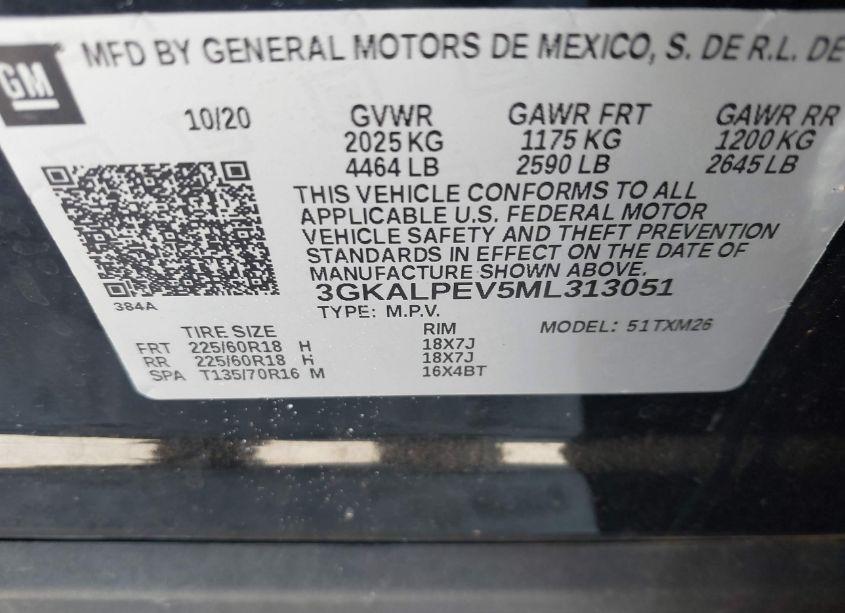 GM
MFD BY GENERAL MOTORS DE MEXICO, S. DE R.L. DE
10/20 GVWR GAWR FRT GAWR RR
2025 KG 1175 KG 1200 KG
4464 LB 2590 LB 2645 LB
THIS VEHICLE CONFORMS TO ALL
APPLICABLE U.S. FEDERAL MOTOR
VEHICLE SAFETY AND THEFT PREVENTION
STANDARDS IN EFFECT ON THE DATE OF
MANUFACTURE SHOWN ABOVE.
384A 3GKALPEV5ML313051
TYPE: M.P.V.
TIRE SIZE RIM MODEL: 51TXM26
FRT 225/60R18 H 18X7J
RR 225/60R18 H 18X7J
SPA T135/70R16 M 16X4BT